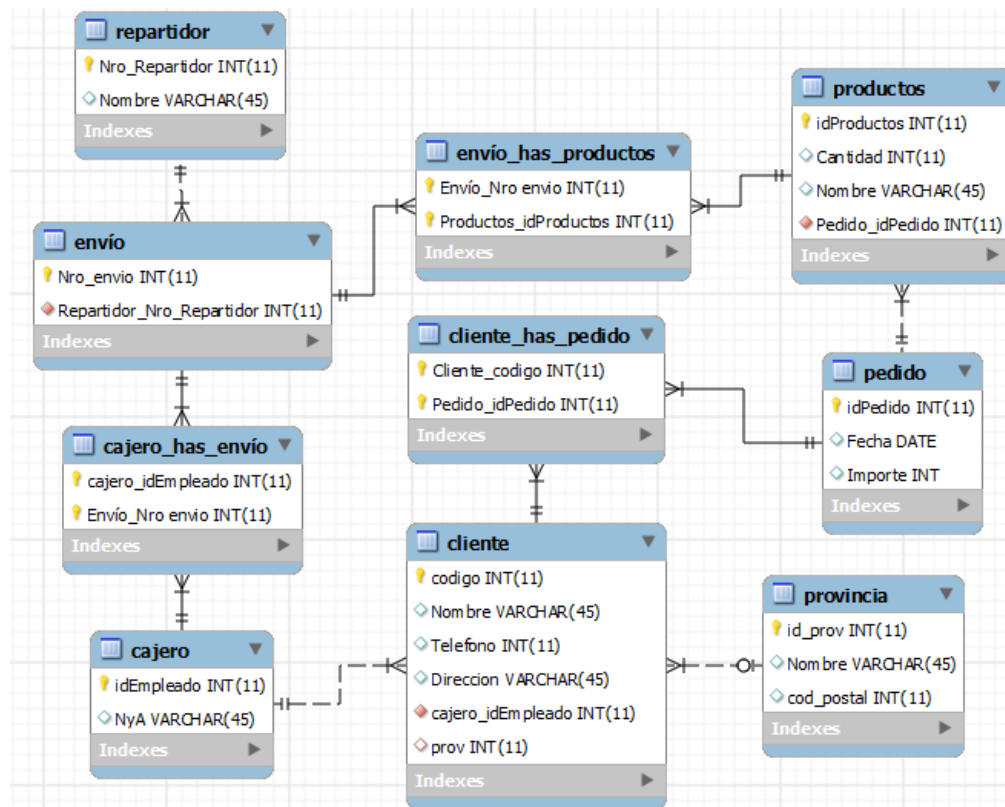 repartidor
Nro_Repartidor INT(11)
Nombre VARCHAR(45)
Indexes
productos
idProductos INT(11)
Cantidad INT(11)
Nombre VARCHAR(45)
Pedido_idPedido INT(11)
Indexes
envío_has_productos
Envío_Nro envio INT(11)
Productos_idProductos INT(11)
Indexes
envío
Nro_envio INT(11)
Repartidor_Nro_Repartidor INT(11)
Indexes
cliente_has_pedido
Cliente_codigo INT(11)
Pedido_idPedido INT(11)
Indexes
pedido
idPedido INT(11)
Fecha DATE
Importe INT
Indexes
cajero_has_envío
cajero_idEmpleado INT(11)
Envío_Nro envio INT(11)
Indexes
cliente
codigo INT(11)
Nombre VARCHAR(45)
Telefono INT(11)
Direccion VARCHAR(45)
cajero_idEmpleado INT(11)
prov INT(11)
Indexes
provincia
id_prov INT(11)
Nombre VARCHAR(45)
cod_postal INT(11)
Indexes
cajero
idEmpleado INT(11)
NyA VARCHAR(45)
Indexes